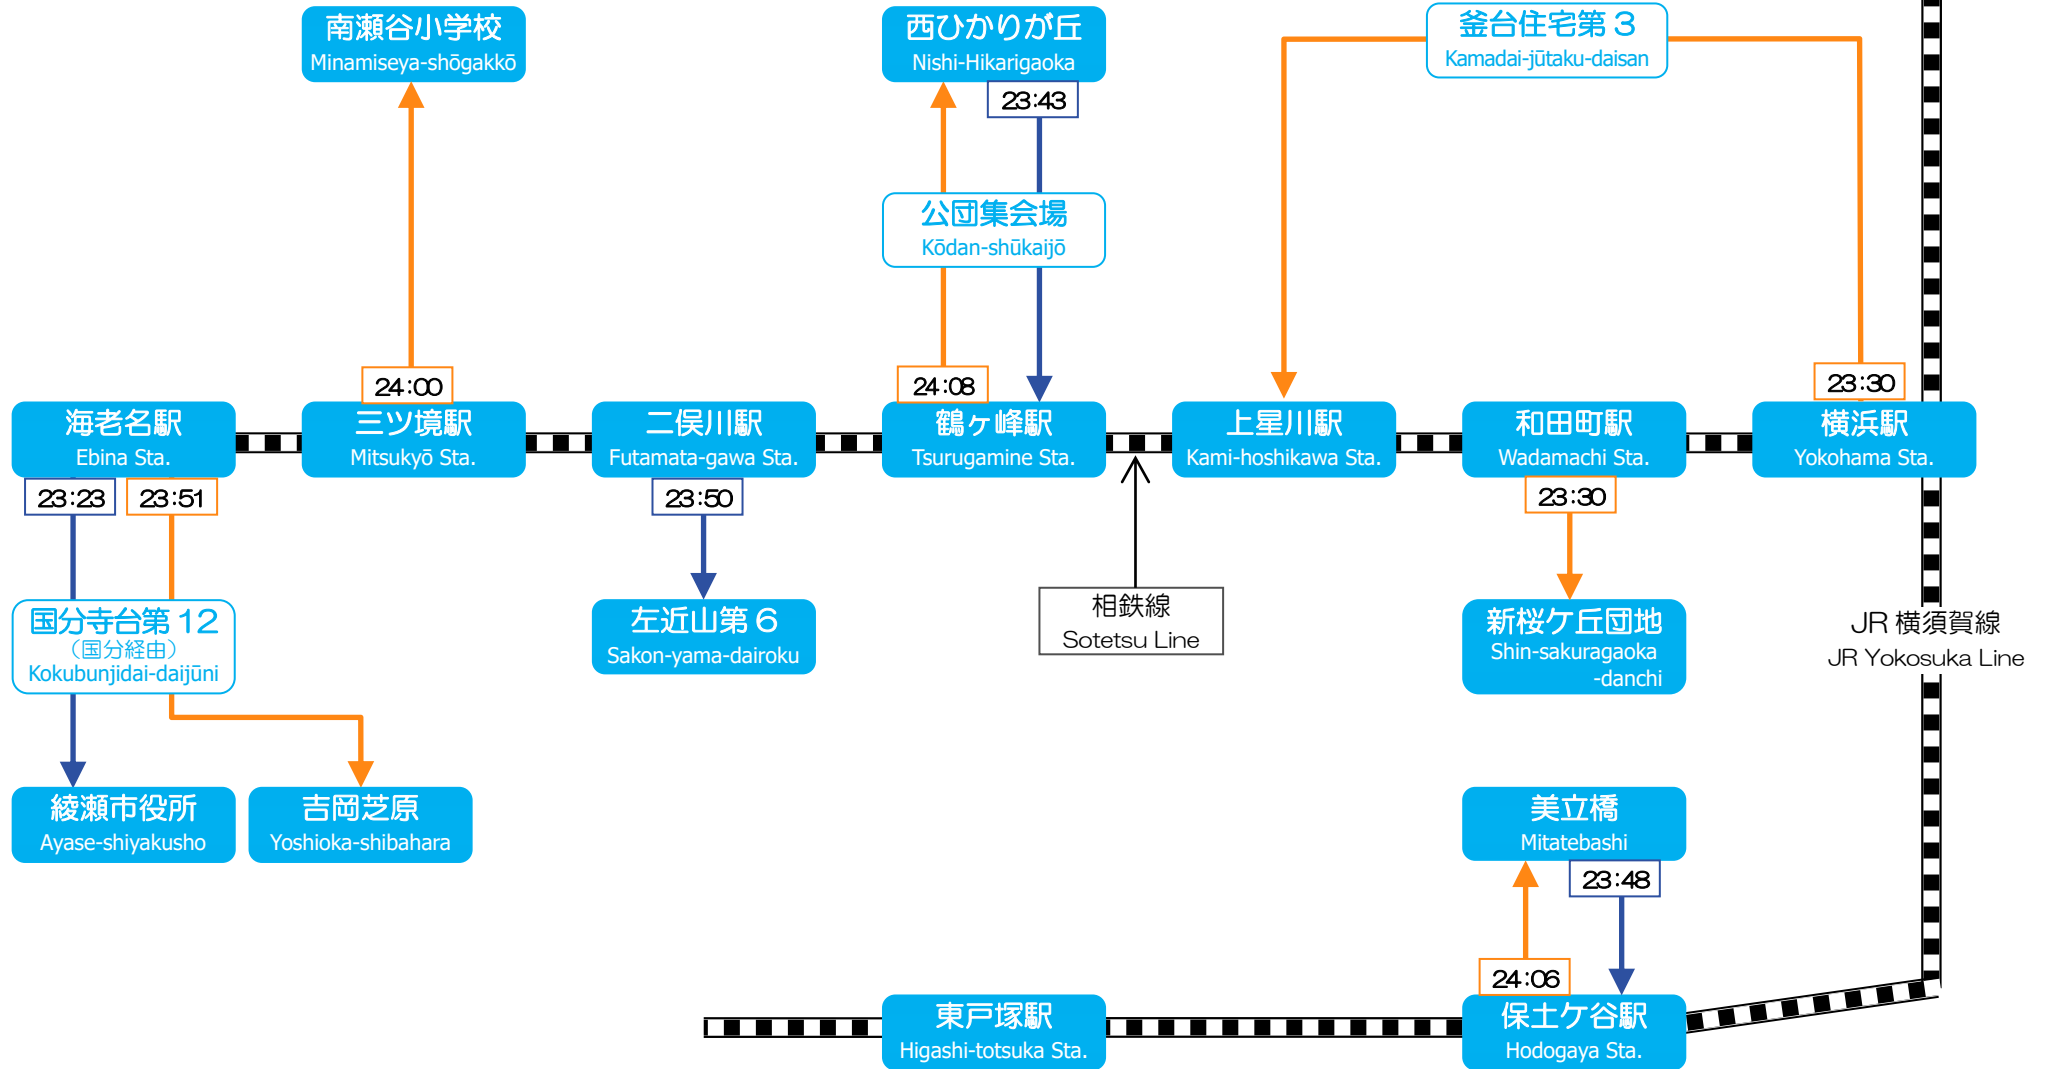 南瀬谷小学校
Minamiseya-shōgakkō
西ひかりが丘
Nishi-Hikarigaoka
23:43
釜台住宅第3
Kamadai-jūtaku-daisan
公団集会場
Kōdan-shūkaijō
24:00
24:08
23:30
海老名駅
Ebina Sta.
三ツ境駅
Mitsukyō Sta.
二俣川駅
Futamata-gawa Sta.
鶴ヶ峰駅
Tsurugamine Sta.
上星川駅
Kami-hoshikawa Sta.
和田町駅
Wadamachi Sta.
横浜駅
Yokohama Sta.
23:23
23:51
23:50
23:30
国分寺台第12
（国分経由）
Kokubunjidai-daijūni
左近山第6
Sakon-yama-dairoku
相鉄線
Sotetsu Line
新桜ケ丘団地
Shin-sakuragaoka
-danchi
JR 横須賀線
JR Yokosuka Line
綾瀬市役所
Ayase-shiyakusho
吉岡芝原
Yoshioka-shibahara
美立橋
Mitatebashi
23:48
24:06
東戸塚駅
Higashi-totsuka Sta.
保土ケ谷駅
Hodogaya Sta.